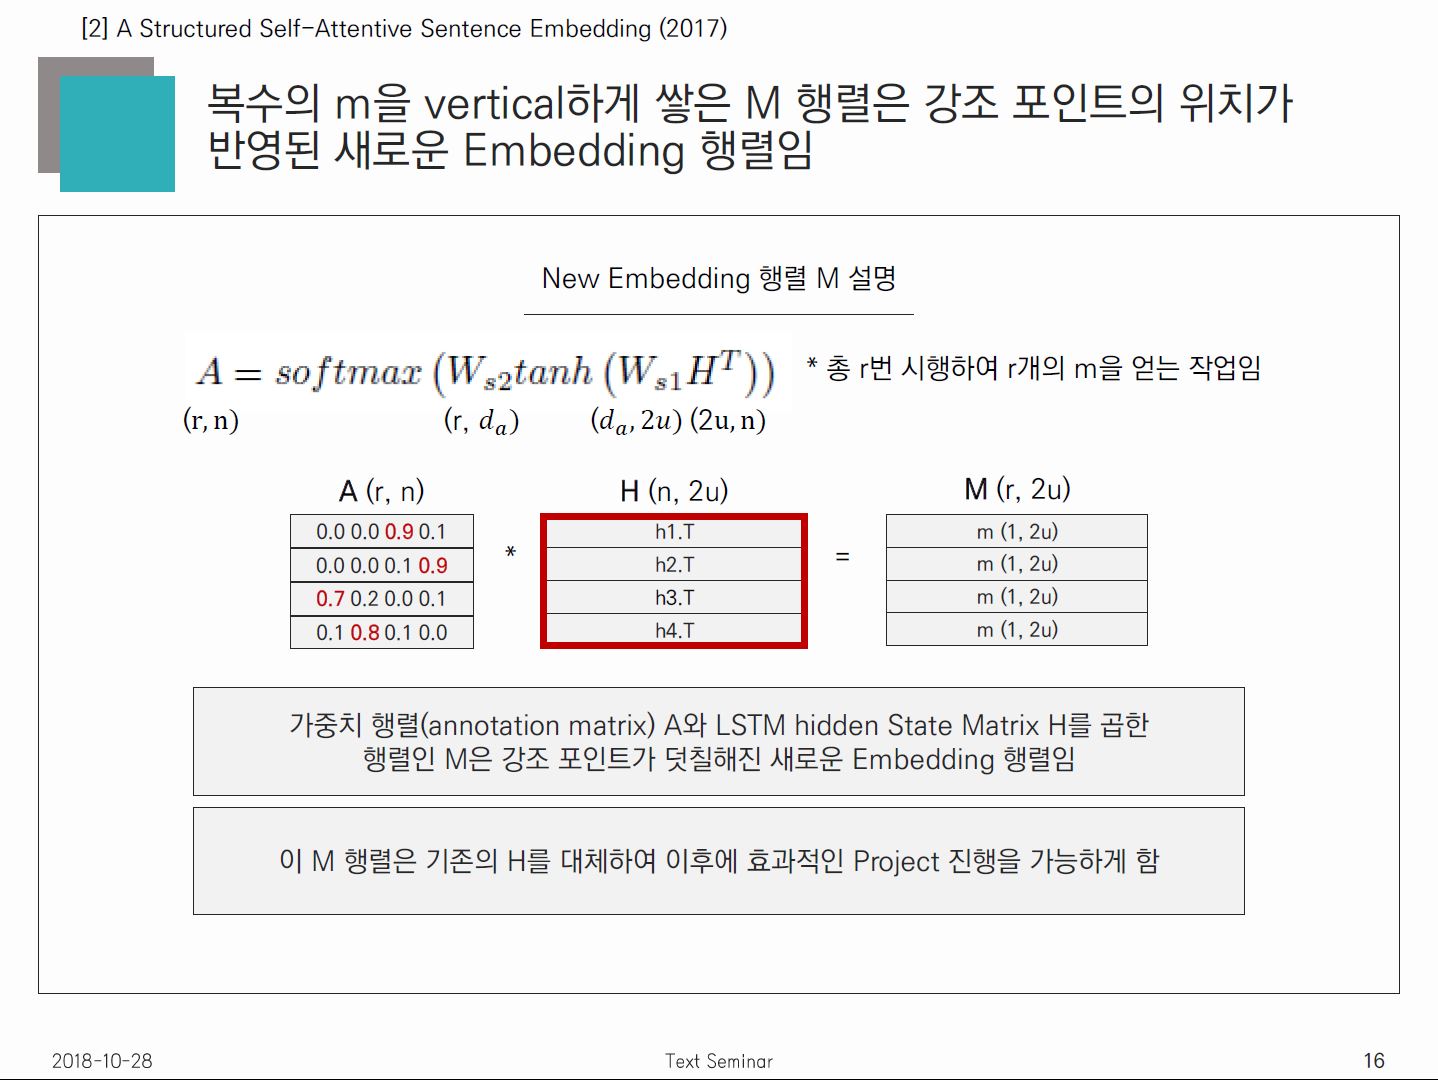 [2] A Structured Self-Attentive Sentence Embedding (2017)
복수의 m을 vertical하게 쌓은 M 행렬은 강조 포인트의 위치가
반영된 새로운 Embedding 행렬임
New Embedding 행렬 M 설명
A = softmax (W_{s2}tanh (W_{s1}H^T)) * 총 r번 시행하여 r개의 m을 얻는 작업임
(r, n) (r, d_a) (d_a, 2u) (2u, n)
A (r, n) H (n, 2u) M (r, 2u)
0.0 0.0 0.9 0.1 h1.T m (1, 2u)
* =
0.0 0.0 0.1 0.9 h2.T m (1, 2u)
0.7 0.2 0.0 0.1 h3.T m (1, 2u)
0.1 0.8 0.1 0.0 h4.T m (1, 2u)
가중치 행렬(annotation matrix) A와 LSTM hidden State Matrix H를 곱한
행렬인 M은 강조 포인트가 덧칠해진 새로운 Embedding 행렬임
이 M 행렬은 기존의 H를 대체하여 이후에 효과적인 Project 진행을 가능하게 함
2018-10-28 Text Seminar 16